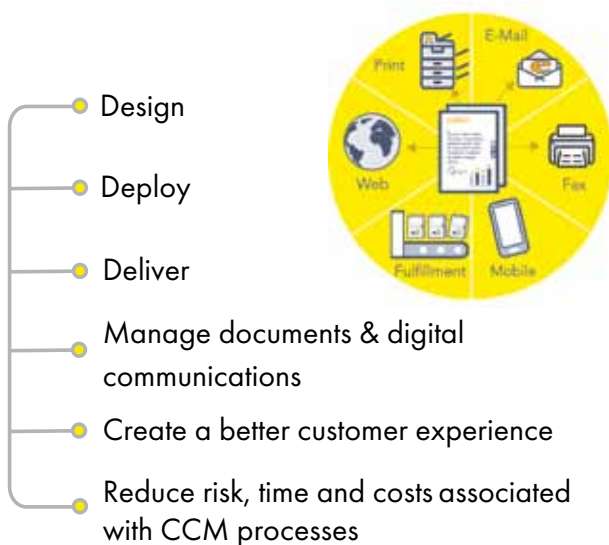 E-Mail
Print
Web
Fax
Fulfillment
Mobile
Design
Deploy
Deliver
Manage documents & digital
communications
Create a better customer experience
Reduce risk, time and costs associated
with CCM processes